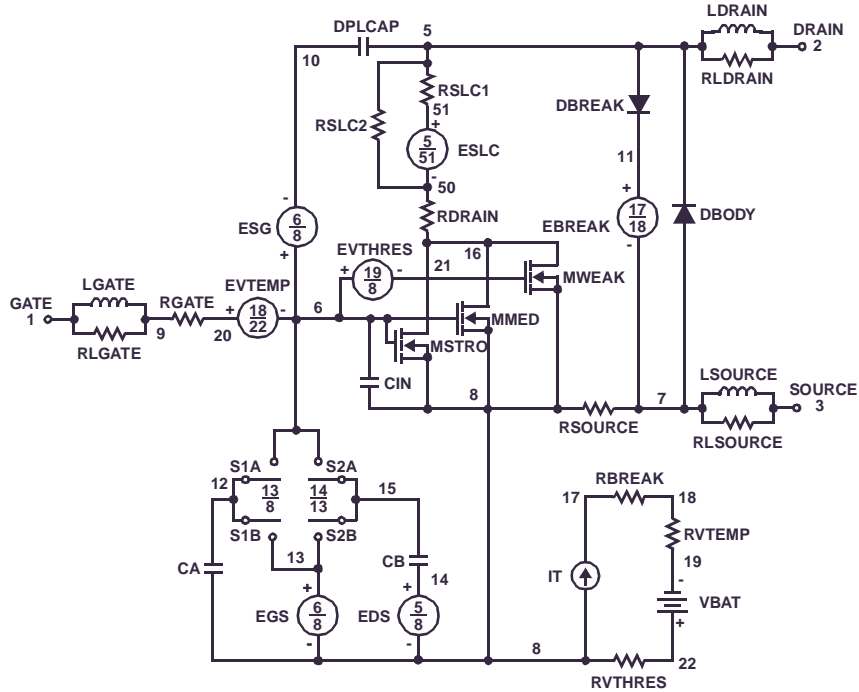 LDRAIN
DPLCAP
5
DRAIN
2
10
RLDRAIN
RSLC1
51
DBREAK
RSLC2
+
5
51
ESLC
11
-
50
-
+
ESG
6
8
RDRAIN
17
18
DBODY
EBREAK
+
EVTHRES
16
-
LGATE
EVTEMP
+
19
8
-
21
MWEAK
GATE
1
RGATE
+
18
22
-
6
MMED
9
20
RLGATE
MSTRO
LSOURCE
CIN
8
7
SOURCE
3
RSOURCE
RLSOURCE
S1A
S2A
12
13
8
14
13
15
RBREAK
17
18
S1B
S2B
RVTEMP
13
CB
19
CA
14
IT
-
+
+
VBAT
EGS
6
8
EDS
5
8
+
-
-
8
22
RVTHRES